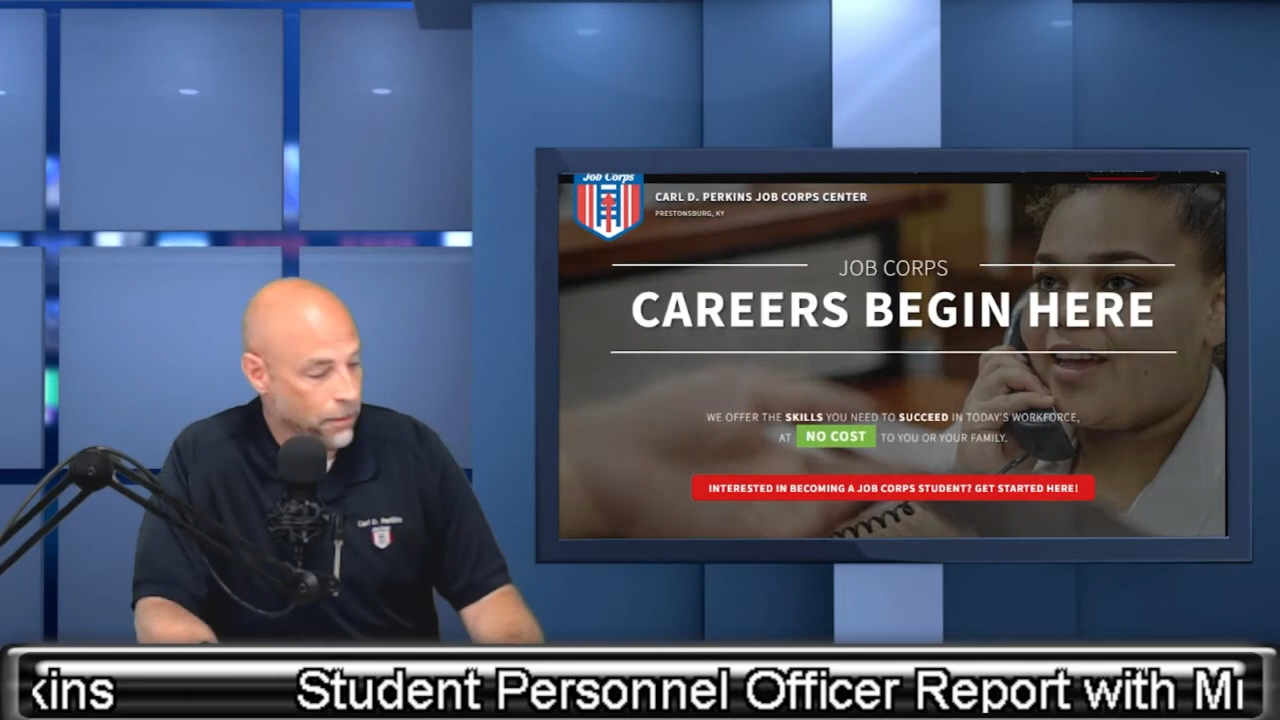 Job Corps
CARL D. PERKINS JOB CORPS CENTER
PRESTONSBURG, KY
JOB CORPS
CAREERS BEGIN HERE
WE OFFER THE SKILLS YOU NEED TO SUCCEED IN TODAY'S WORKFORCE,
AT NO COST TO YOU OR YOUR FAMILY.
INTERESTED IN BECOMING A JOB CORPS STUDENT? GET STARTED HERE!
Carl D. Perkins
kins Student Personnel Officer Report with